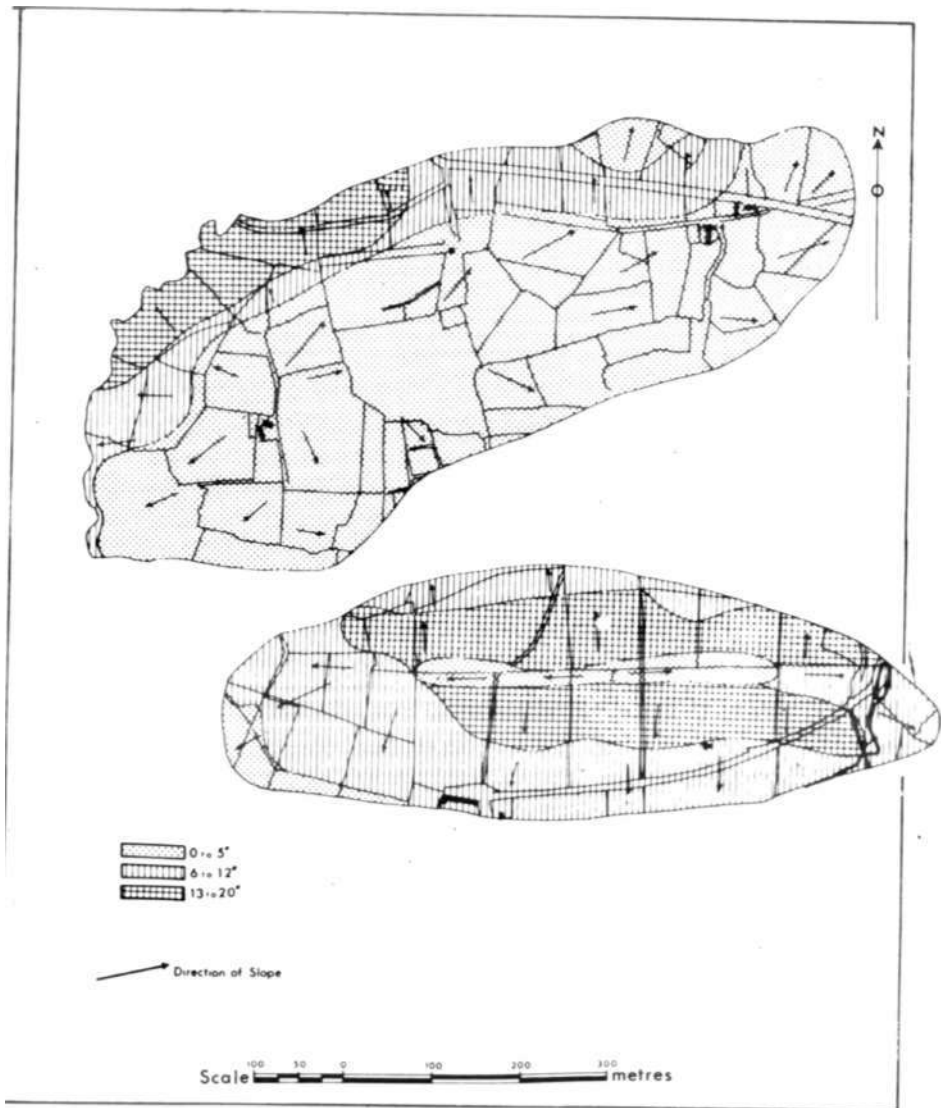 N
0 to 5°
6 to 12°
13 to 20°
Direction of Slope
100 50 0 100 200 300
Scale metres